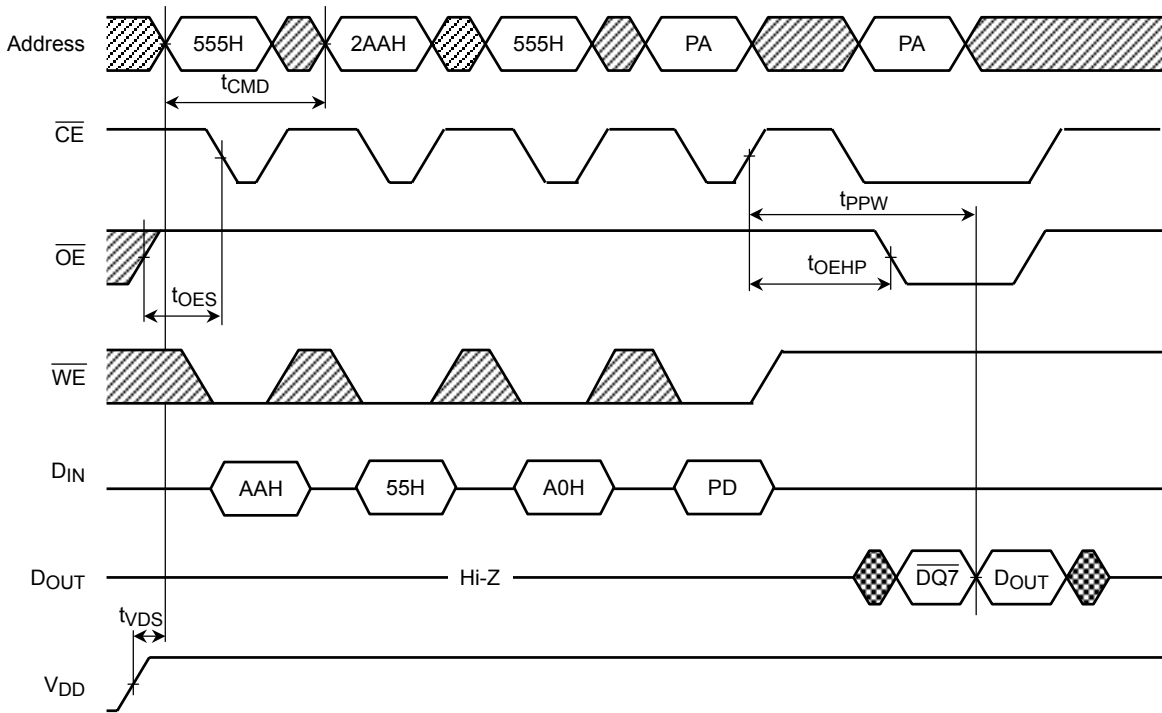 Address 555H 2AAH 555H PA PA
tCMD
CE
tPPW
OE
tOEHP
tOES
WE
DIN
AAH 55H A0H PD
DOUT Hi-Z DQ7 DOUT
tVDS
VDD